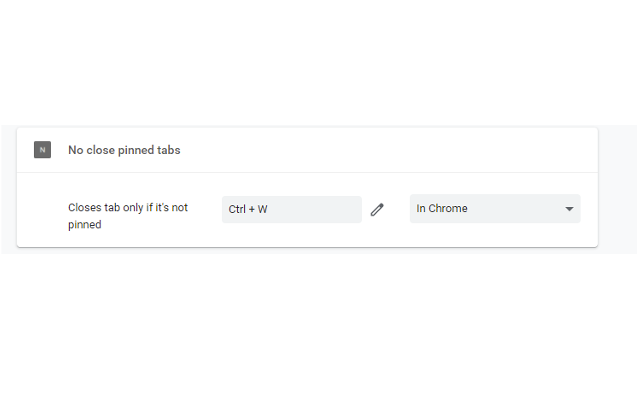 N
No close pinned tabs
Closes tab only if it's not
pinned
Ctrl + W
In Chrome